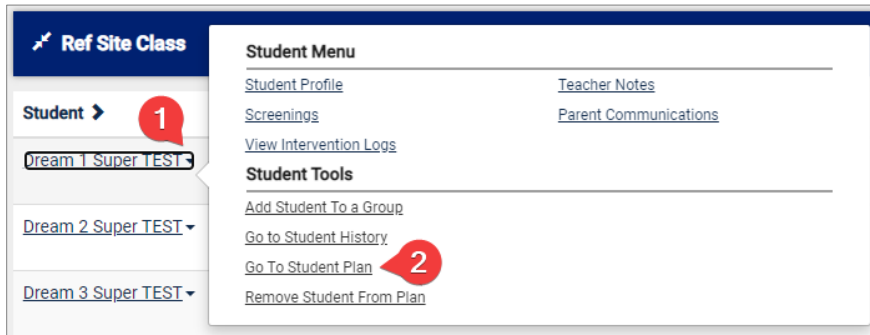 Ref Site Class
Student
1
Dream 1 Super TEST
Dream 2 Super TEST
Dream 3 Super TEST
Student Menu
Student Profile
Teacher Notes
Screenings
Parent Communications
View Intervention Logs
Student Tools
Add Student To a Group
Go to Student History
Go To Student Plan
2
Remove Student From Plan